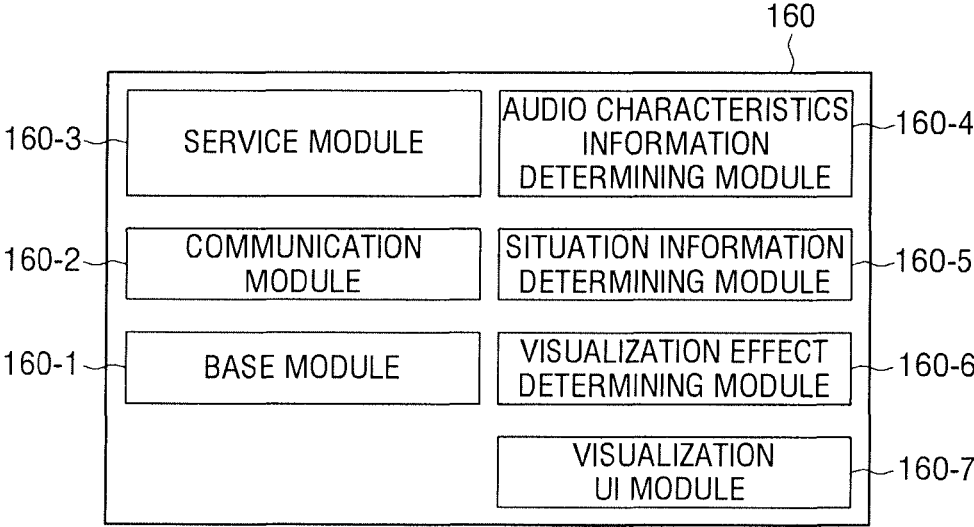 160
160-3
SERVICE MODULE
AUDIO CHARACTERISTICS
INFORMATION
DETERMINING MODULE
160-4
160-2
COMMUNICATION
MODULE
SITUATION INFORMATION
DETERMINING MODULE
160-5
160-1
BASE MODULE
VISUALIZATION EFFECT
DETERMINING MODULE
160-6
VISUALIZATION
UI MODULE
160-7